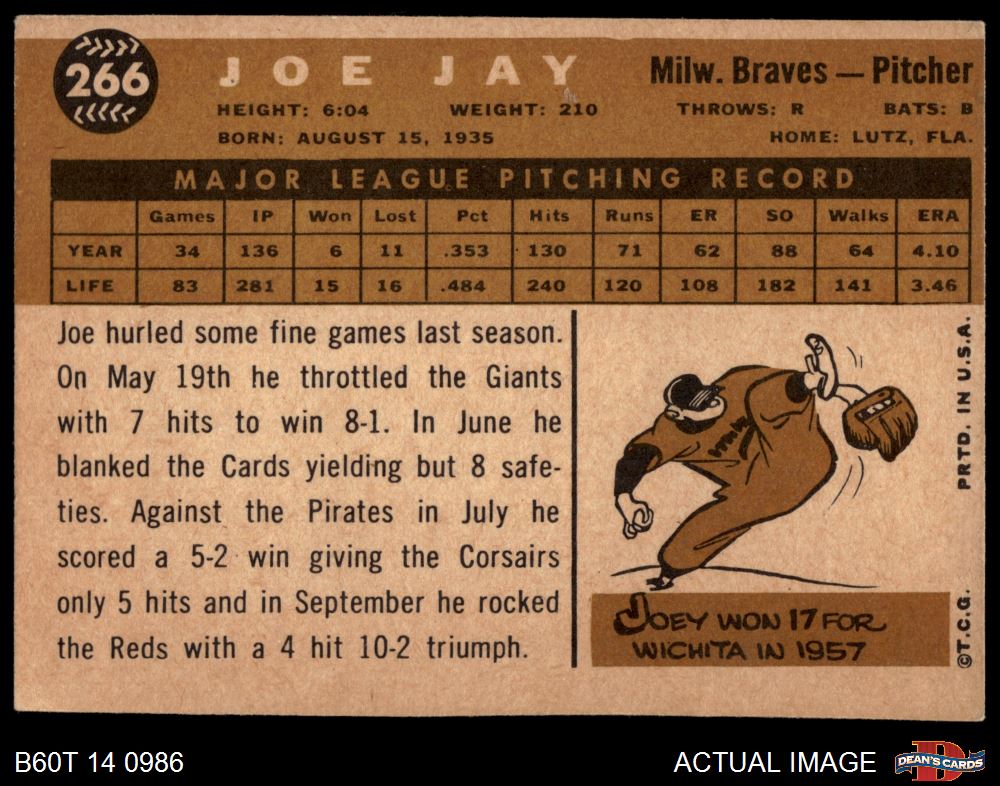 266
JOE JAY
Milw. Braves — Pitcher
HEIGHT: 6:04 WEIGHT: 210 THROWS: R BATS: B
BORN: AUGUST 15, 1935 HOME: LUTZ, FLA.
MAJOR LEAGUE PITCHING RECORD
Games IP Won Lost Pct Hits Runs ER SO Walks ERA
YEAR 34 136 6 11 .353 130 71 62 88 64 4.10
LIFE 83 281 15 16 .484 240 120 108 182 141 3.46
Joe hurled some fine games last season.
On May 19th he throttled the Giants
with 7 hits to win 8-1. In June he
blanked the Cards yielding but 8 safe-
ties. Against the Pirates in July he
scored a 5-2 win giving the Corsairs
only 5 hits and in September he rocked
the Reds with a 4 hit 10-2 triumph.
JOEY WON 17 FOR
WICHITA IN 1957
PRTD. IN U.S.A.
©T.C.G.
B60T 14 0986
ACTUAL IMAGE
D
DEAN'S CARDS